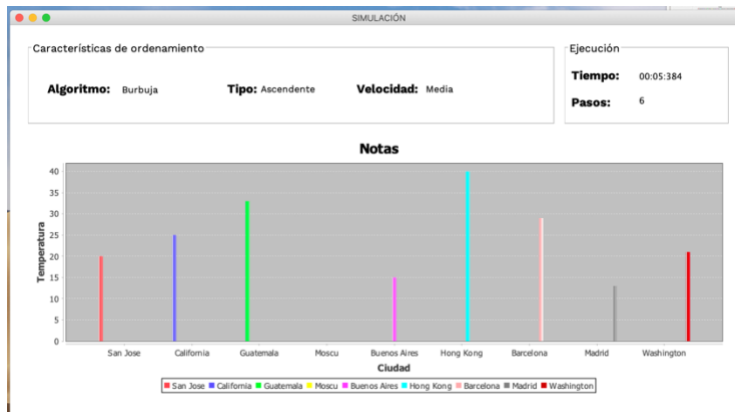 SIMULACIÓN
Características de ordenamiento
Algoritmo: Burbuja Tipo: Ascendente Velocidad: Media
Ejecución
Tiempo: 00:05:384
Pasos: 6
Notas
40
35
30
25
20
15
10
5
0
Temperatura
San Jose California Guatemala Moscu Buenos Aires Hong Kong Barcelona Madrid Washington
Ciudad
San Jose California Guatemala Moscu Buenos Aires Hong Kong Barcelona Madrid Washington